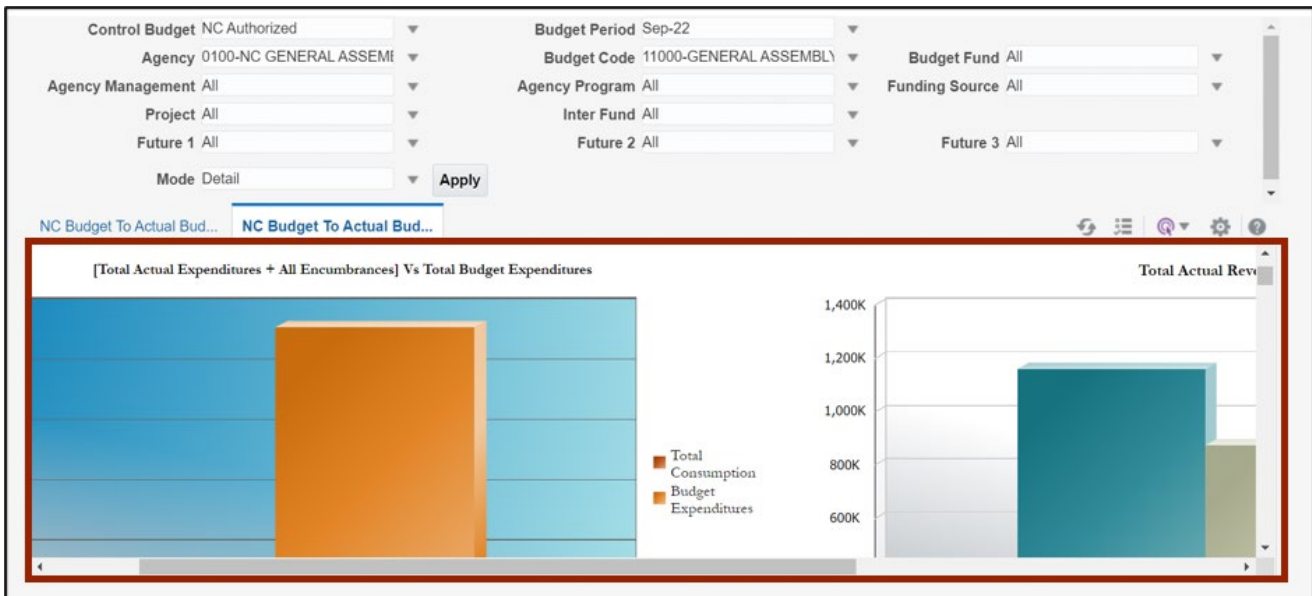 Control Budget NC Authorized Budget Period Sep-22
Agency 0100-NC GENERAL ASSEME Budget Code 11000-GENERAL ASSEMBLY Budget Fund All
Agency Management All Agency Program All Funding Source All
Project All Inter Fund All
Future 1 All Future 2 All Future 3 All
Mode Detail Apply
NC Budget To Actual Bud... NC Budget To Actual Bud...
[Total Actual Expenditures + All Encumbrances] Vs Total Budget Expenditures
Total Actual Reve
1,400K
1,200K
1,000K
800K
600K
Total
Consumption
Budget
Expenditures